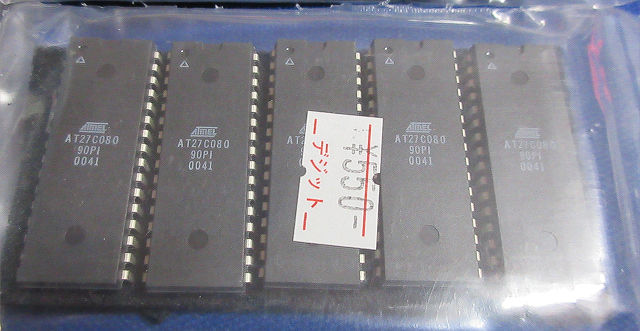 ATMEL
AT27C080
90PI
0041
ATMEL
AT27C080
90PI
0041
ATMEL
AT27C080
90PI
0041
ATMEL
AT27C080
90PI
0041
¥550-
デジット